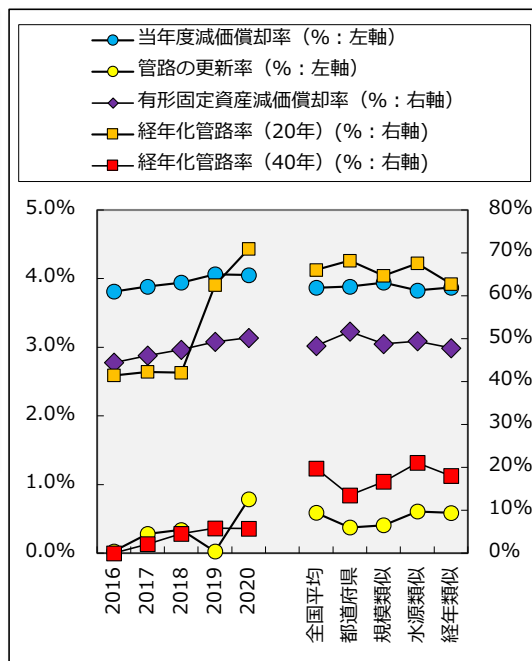 当年度減価償却率（%：左軸）
管路の更新率（%：左軸）
有形固定資産減価償却率（%：右軸）
経年化管路率（20年）(%：右軸)
経年化管路率（40年）(%：右軸)
5.0%
4.0%
3.0%
2.0%
1.0%
0.0%
80%
70%
60%
50%
40%
30%
20%
10%
0%
2016
2017
2018
2019
2020
全国平均
都道府県
規模類似
水源類似
経年類似